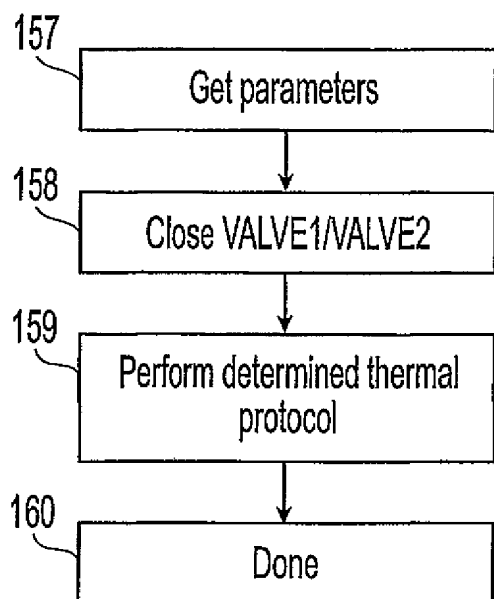 157
Get parameters
158
Close VALVE1/VALVE2
159
Perform determined thermal
protocol
160
Done